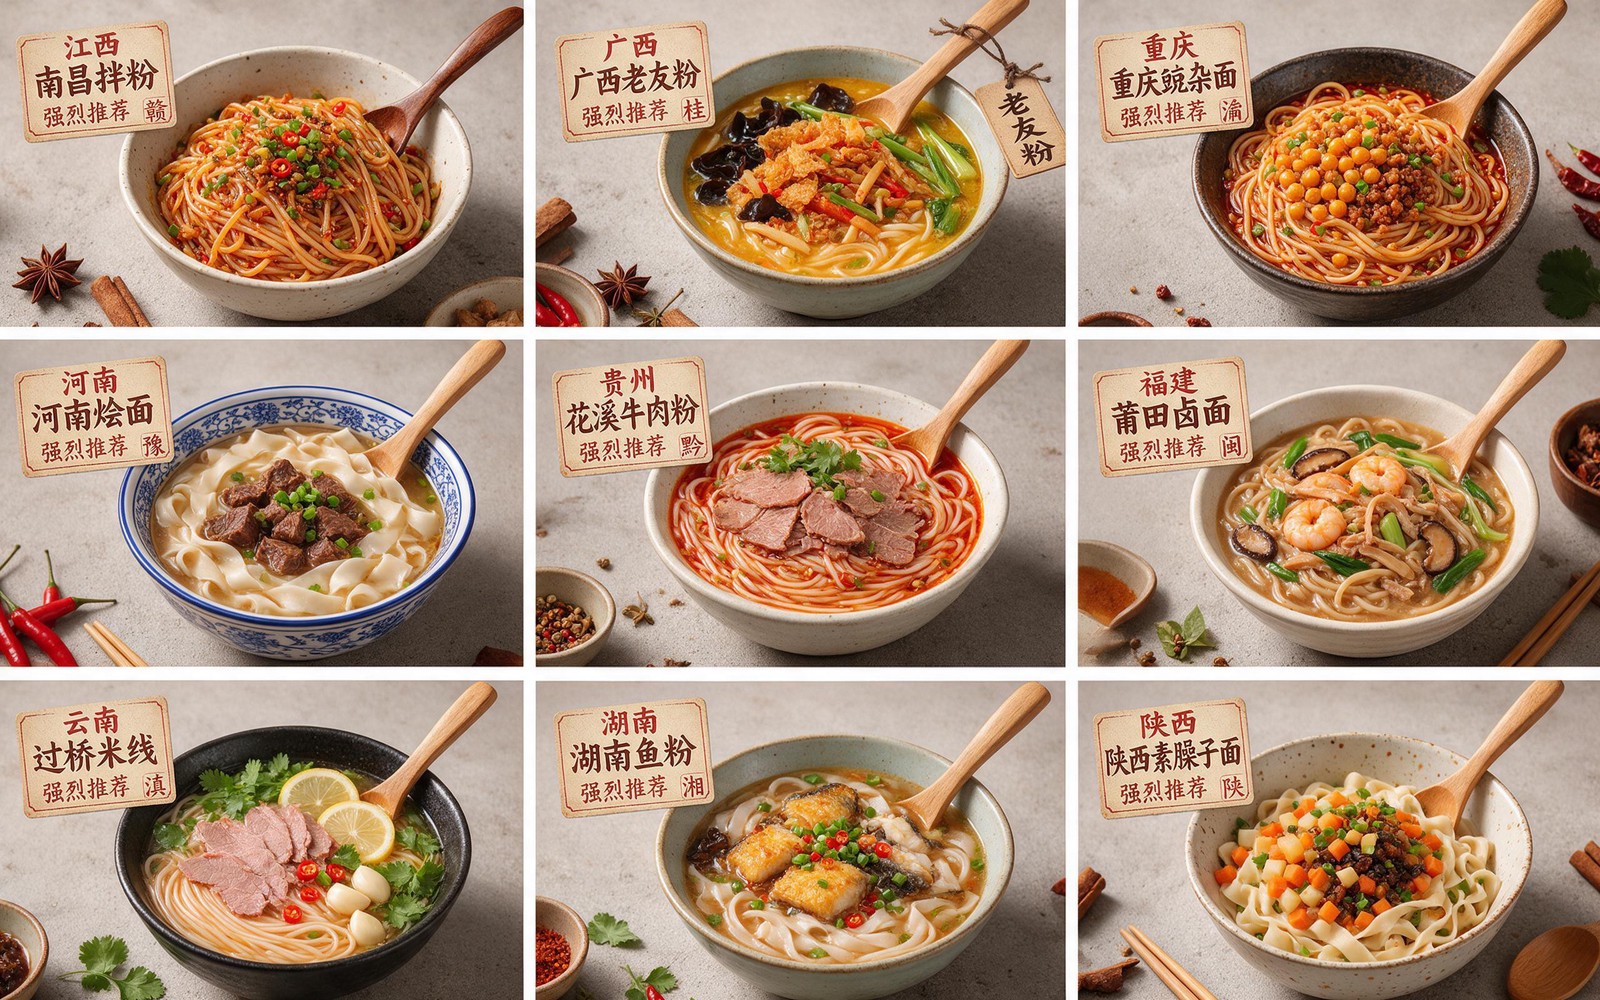 江西
南昌拌粉
强烈推荐 赣
广西
广西老友粉
强烈推荐 桂
老友粉
重庆
重庆豌杂面
强烈推荐
河南
河南烩面
强烈推荐 豫
贵州
花溪牛肉粉
强烈推荐 黔
福建
莆田卤面
强烈推荐 闽
云南
过桥米线
强烈推荐 滇
湖南
湖南鱼粉
强烈推荐 湘
陕西
陕西素臊子面
强烈推荐 陕